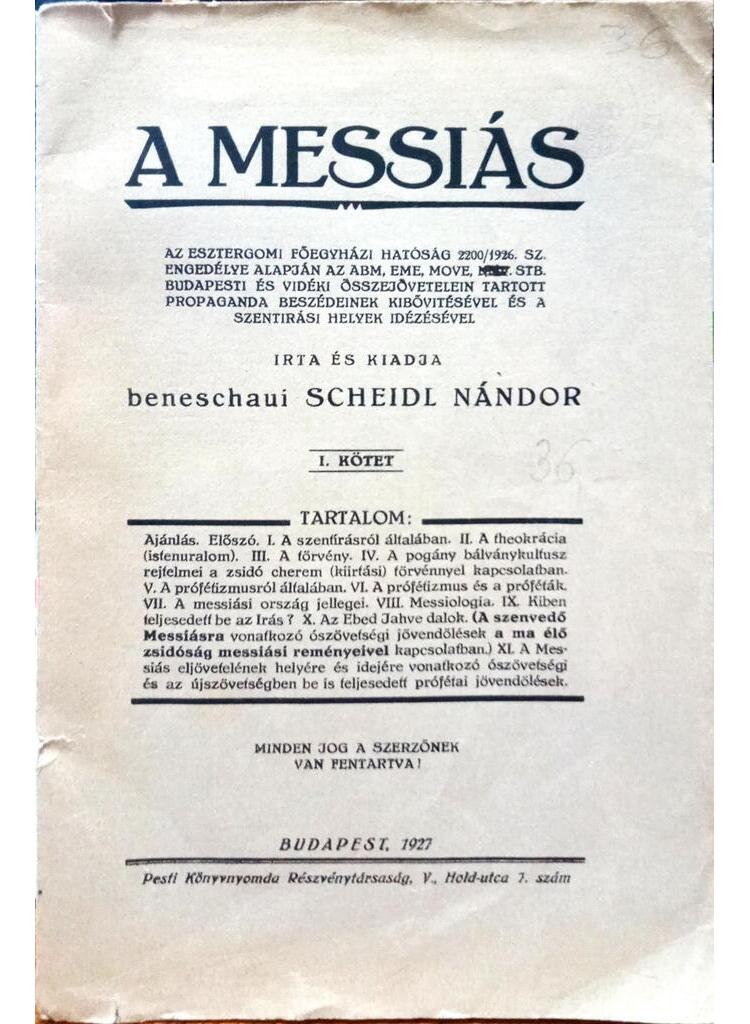 36
A MESSIÁS
AZ ESZTERGOMI FŐEGYHÁZI HATÓSÁG 2200/1926. SZ.
ENGEDÉLYE ALAPJÁN AZ ABM, EME, MOVE, STB.
BUDAPESTI ÉS VIDÉKI ÖSSZEJÖVETELEIN TARTOTT
PROPAGANDA BESZÉDEINEK KIBŐVITÉSÉVEL ÉS A
SZENTIRÁSI HELYEK IDÉZÉSÉVEL
IRTA ÉS KIADJA
beneschaui SCHEIDL NÁNDOR
I. KÖTET
36,-
TARTALOM:
Ajánlás. Előszó. I. A szentírásról általában. II. A theokrácia
(istenuralom). III. A törvény. IV. A pogány bálványkultusz
rejtelmei a zsidó cherem (kiirtási) törvénnyel kapcsolatban.
V. A prófétizmusról általában. VI. A prófétizmus és a próféták.
VII. A messiási ország jellegei. VIII. Messiologia. IX. Kiben
teljesedett be az Irás? X. Az Ebed Jahve dalok. (A szenvedő
Messiásra vonatkozó ószövetségi jövendölések a ma élő
zsidóság messiási reményeivel kapcsolatban.) XI. A Mes-
siás eljövetelének helyére és idejére vonatkozó ószövetségi
és az újszövetségben be is teljesedett prófétai jövendölések.
MINDEN JOG A SZERZŐNEK
VAN FENTARTVA!
BUDAPEST, 1927
Pesti Könyvnyomda Részvénytársaság, V., Hold-utca 7. szám